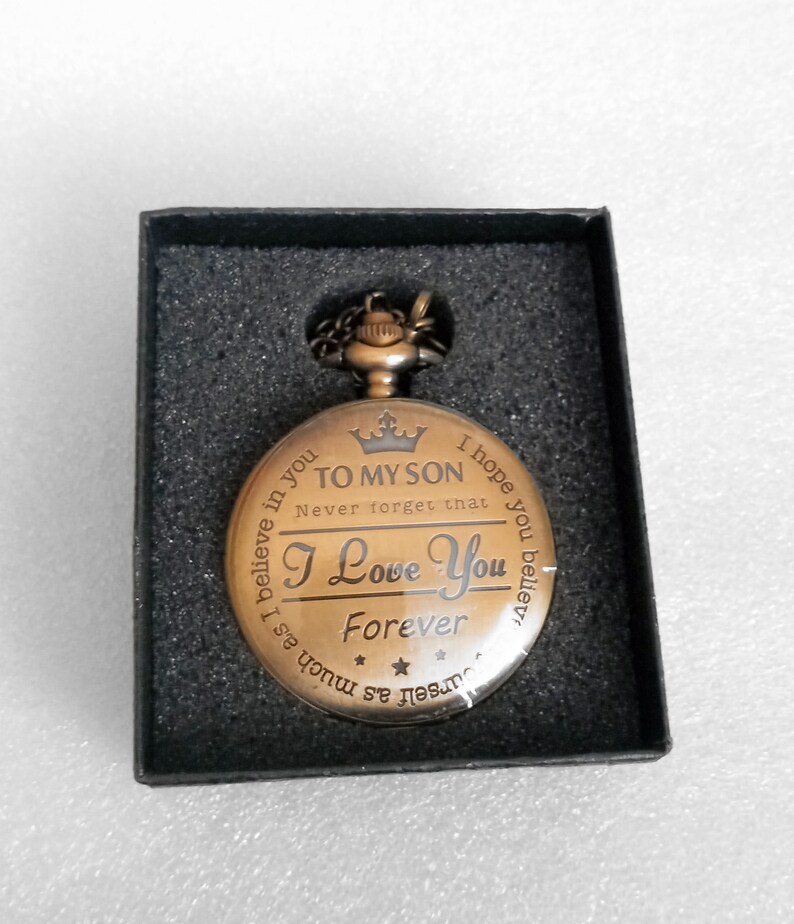 TO MY SON
Never forget that
I Love You
Forever
I hope you believe yourself as much as I believe in you